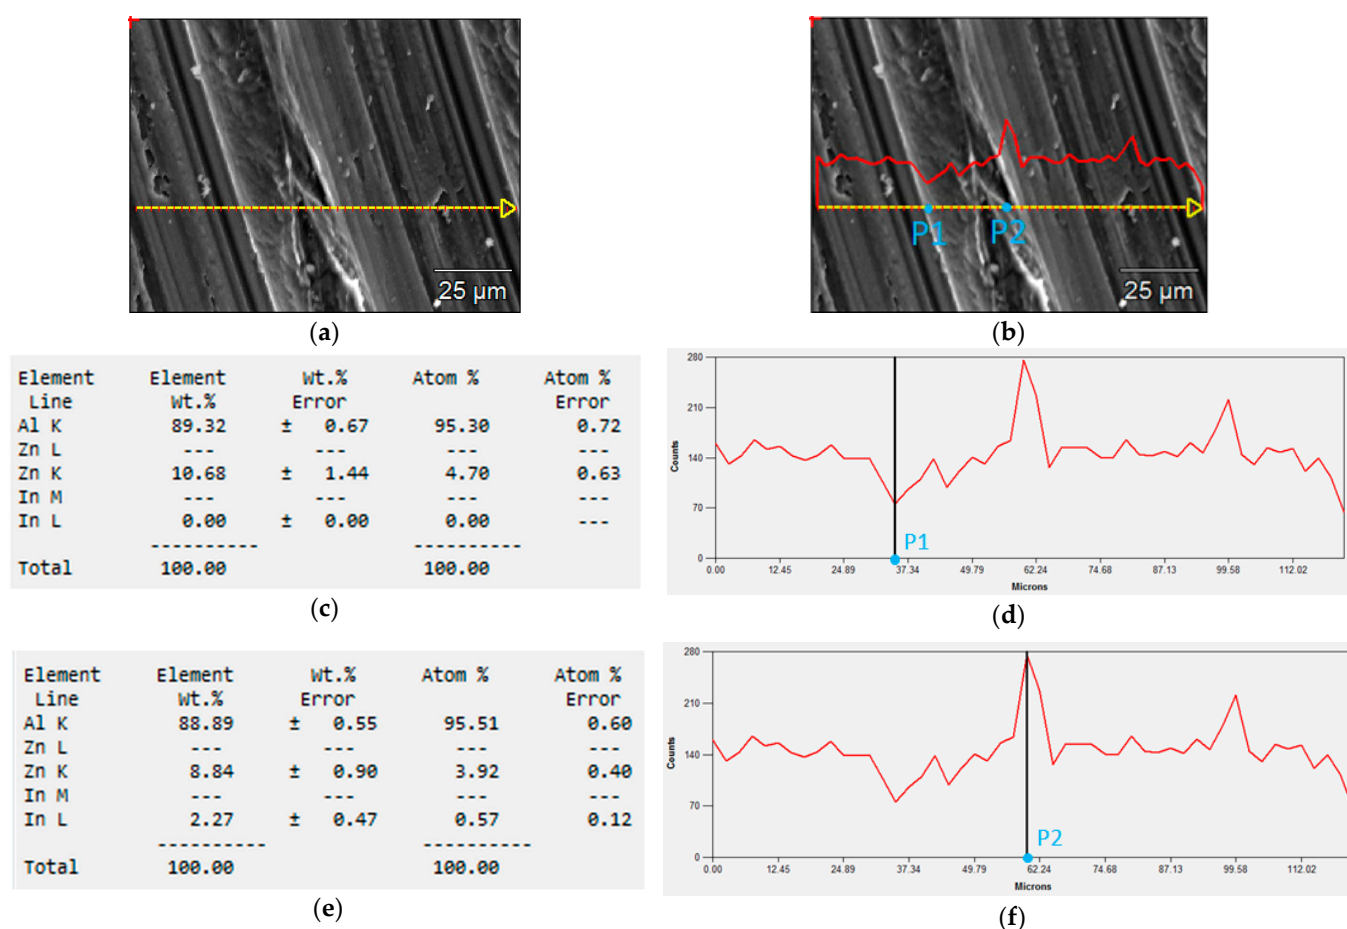 25 µm
P1
P2
25 µm
(a)
(b)
Element Element Wt.% Atom % Atom %
Line Wt.% Error Error
Al K 89.32 ± 0.67 95.30 0.72
Zn L --- --- --- ---
Zn K 10.68 ± 1.44 4.70 0.63
In M --- --- --- ---
In L 0.00 ± 0.00 0.00 ---
---------- ----------
Total 100.00 100.00
(c)
280
210
Counts
140
70
0
P1
0.00 12.45 24.89 37.34 49.79 62.24 74.68 87.13 99.58 112.02
Microns
(d)
Element Element Wt.% Atom % Atom %
Line Wt.% Error Error
Al K 88.89 ± 0.55 95.51 0.60
Zn L --- --- --- ---
Zn K 8.84 ± 0.90 3.92 0.40
In M --- --- --- ---
In L 2.27 ± 0.47 0.57 0.12
---------- ----------
Total 100.00 100.00
(e)
280
210
Counts
140
70
0
P2
0.00 12.45 24.89 37.34 49.79 62.24 74.68 87.13 99.58 112.02
Microns
(f)